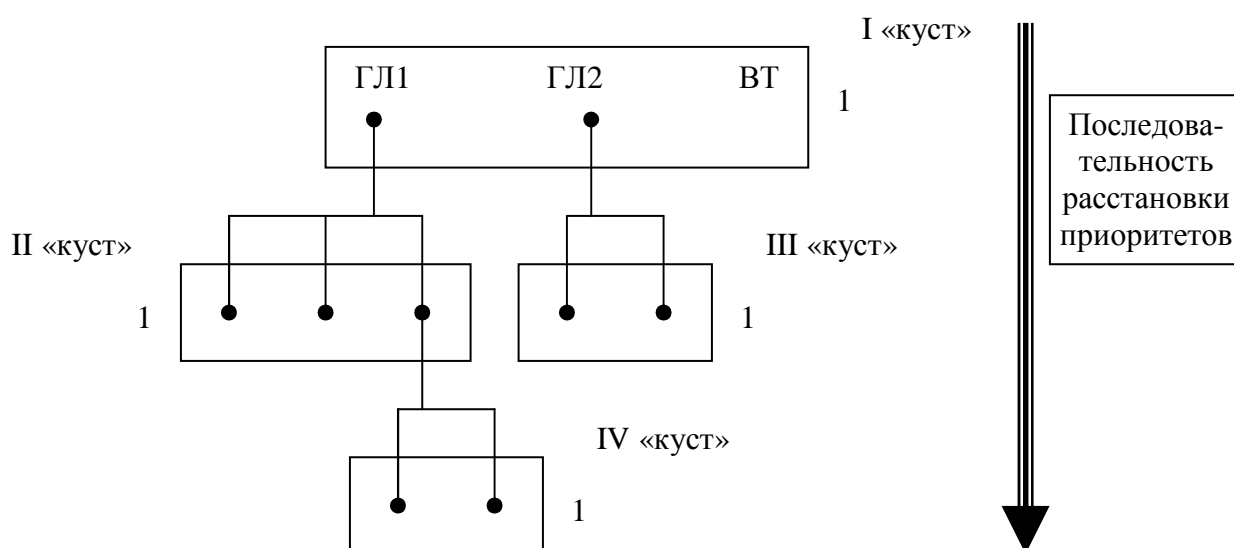 I «куст»
ГЛ1 ГЛ2 ВТ
1
Последова-
тельность
расстановки
приоритетов
II «куст»
1
III «куст»
1
IV «куст»
1